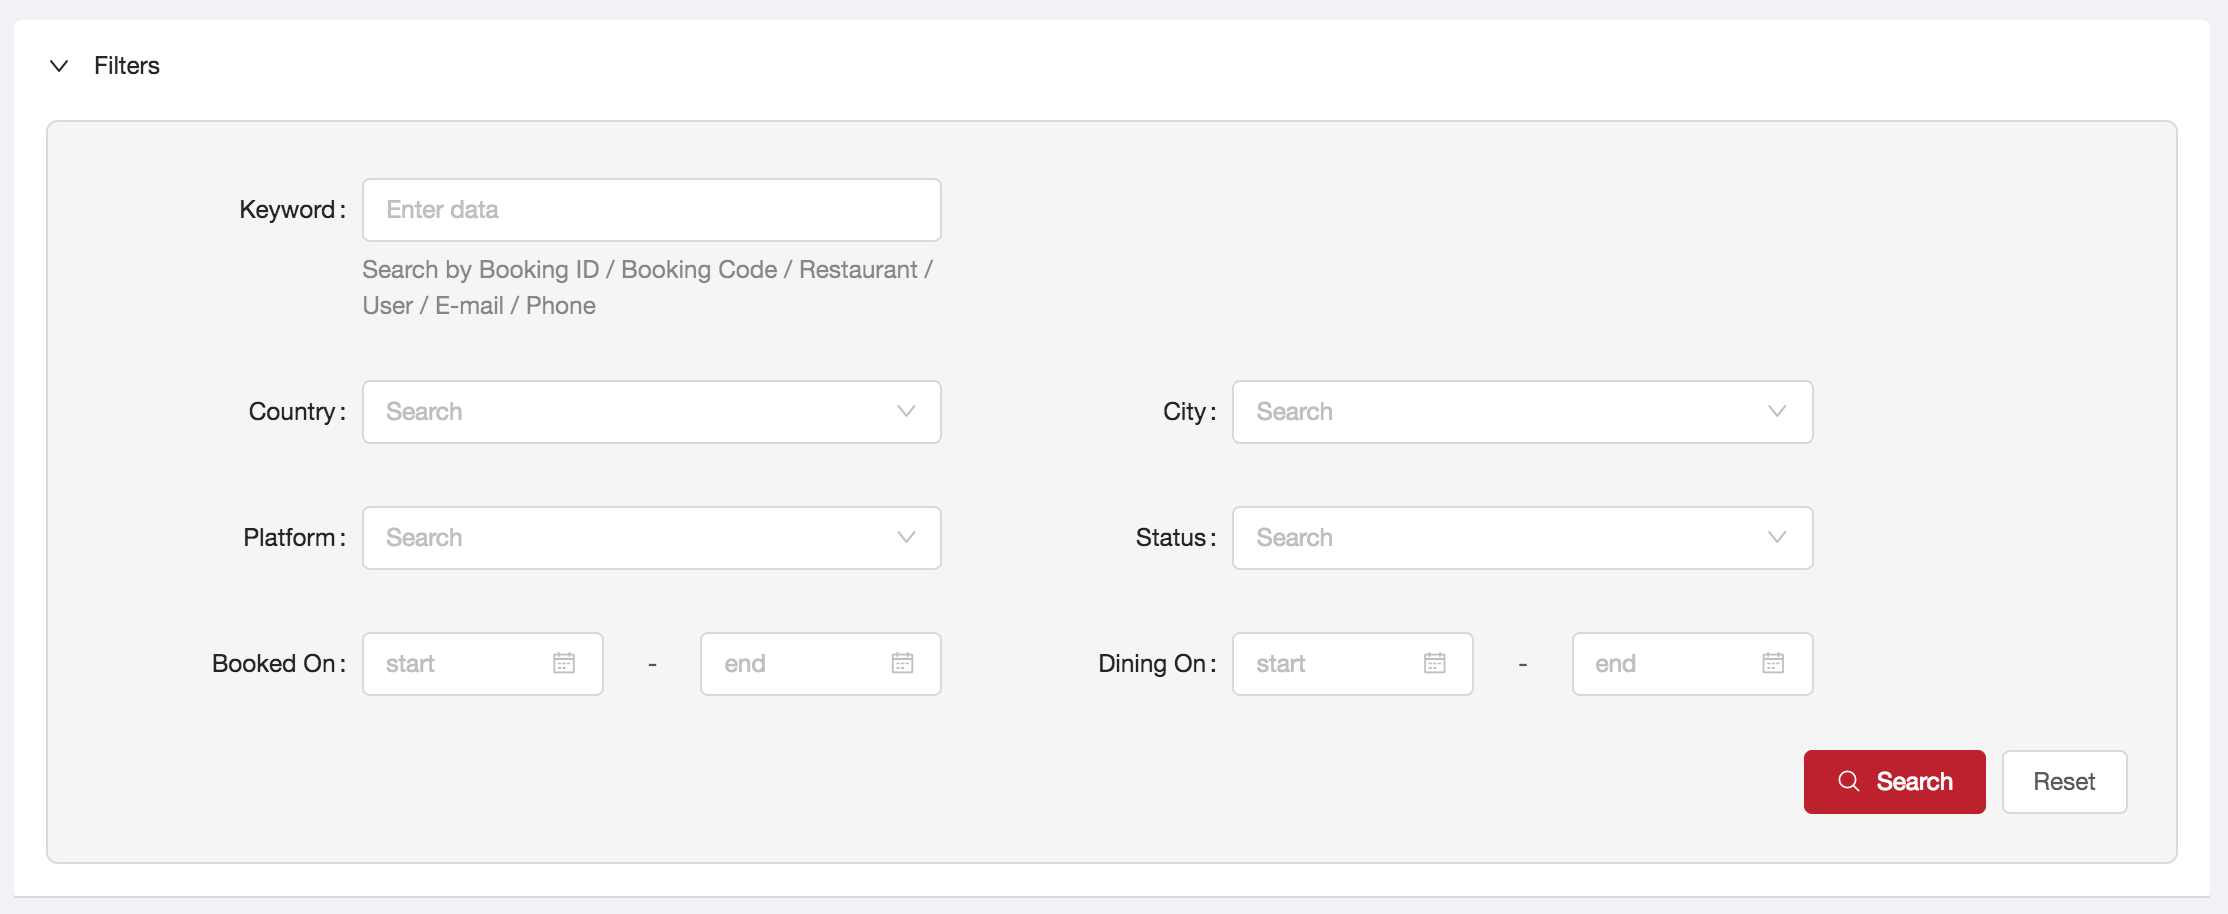 Filters
Keyword: Enter data
Search by Booking ID / Booking Code / Restaurant /
User / E-mail / Phone
Country: Search City: Search
Platform: Search Status: Search
Booked On: start - end Dining On: start - end
Search Reset